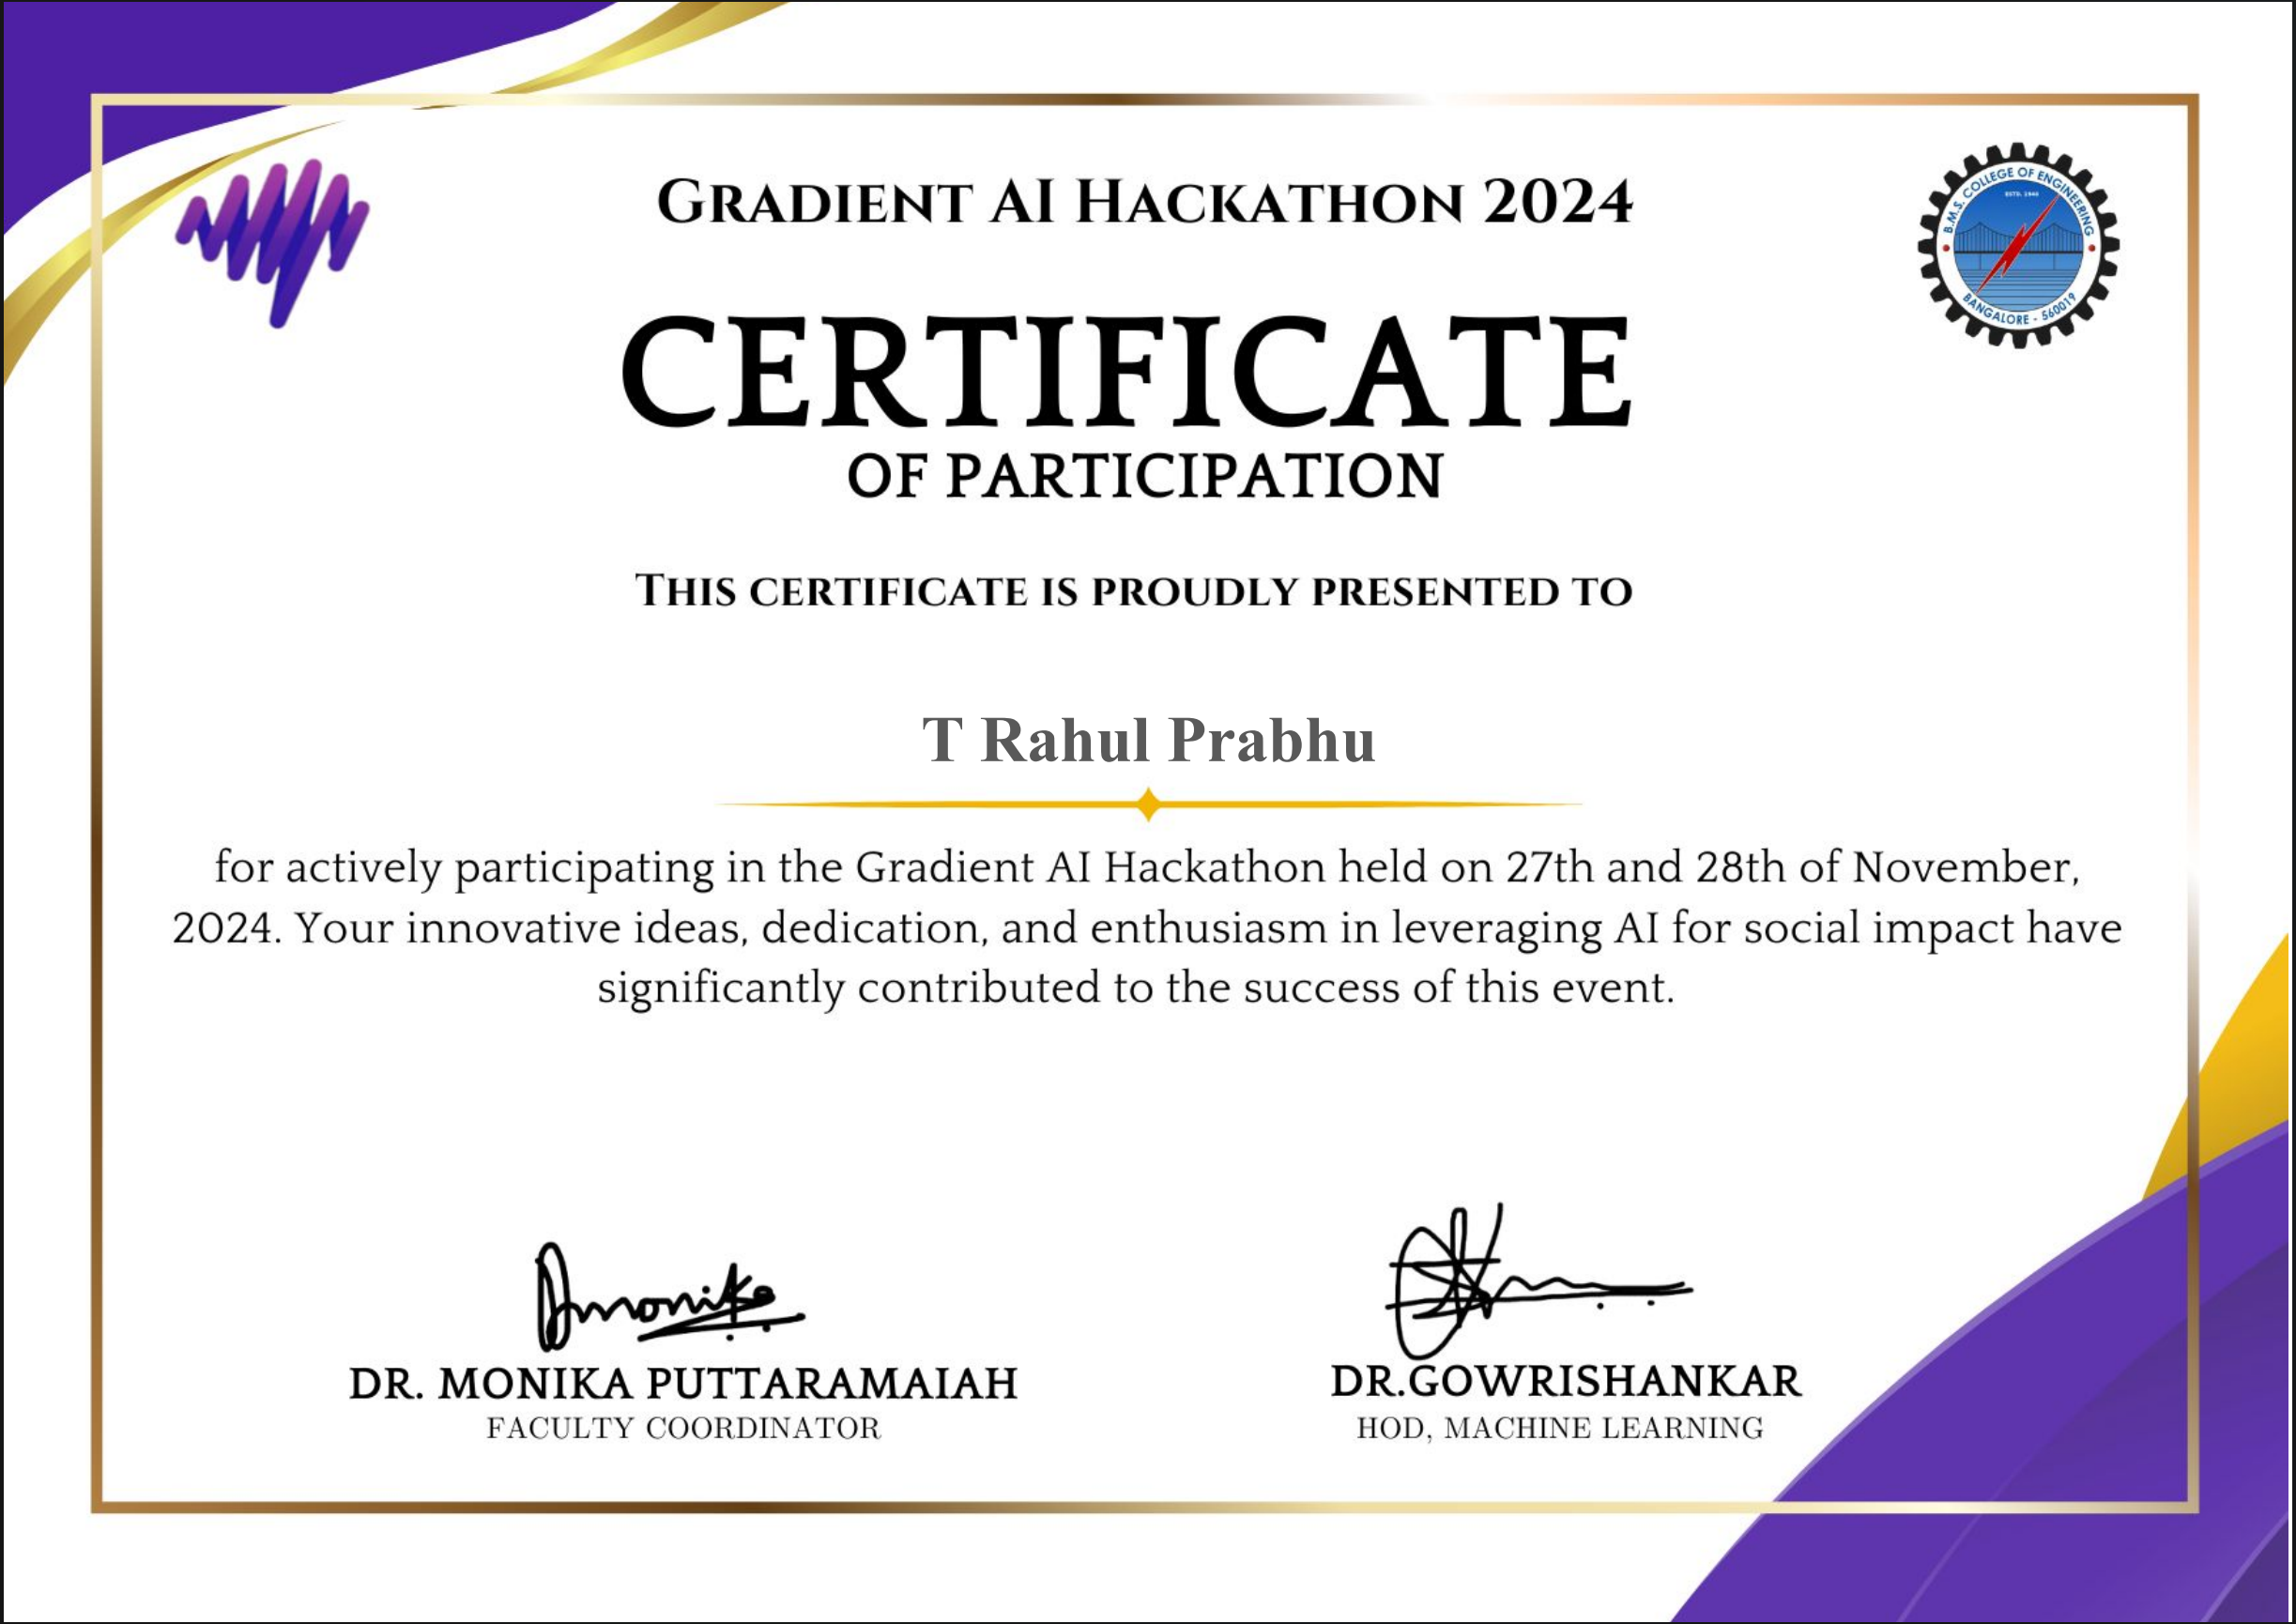 GRADIENT AI HACKATHON 2024
B.M.S. COLLEGE OF ENGINEERING
ESTD. 1946
BANGALORE - 560019
CERTIFICATE
OF PARTICIPATION
THIS CERTIFICATE IS PROUDLY PRESENTED TO
T Rahul Prabhu
for actively participating in the Gradient AI Hackathon held on 27th and 28th of November,
2024. Your innovative ideas, dedication, and enthusiasm in leveraging AI for social impact have
significantly contributed to the success of this event.
DR. MONIKA PUTTARAMAIAH
FACULTY COORDINATOR
DR.GOWRISHANKAR
HOD, MACHINE LEARNING